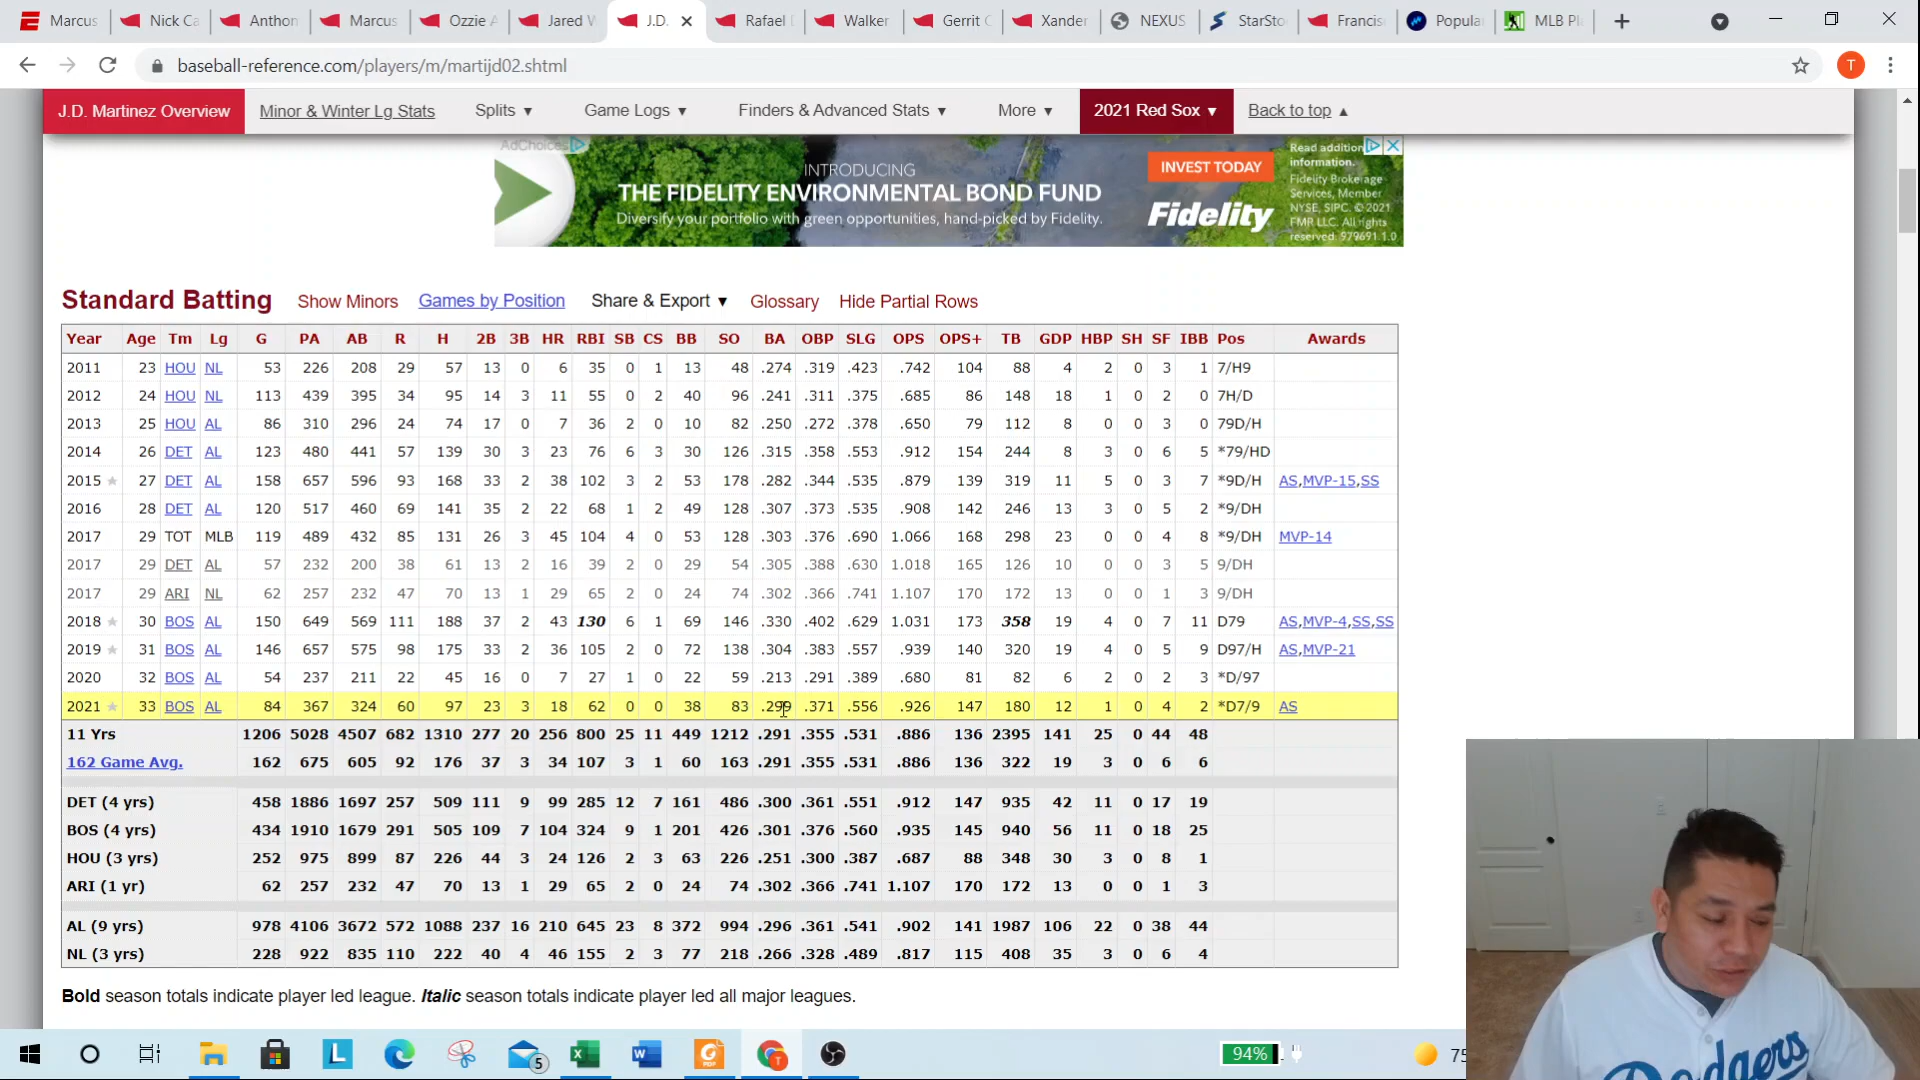 Marcus
Nick Ca
Anthon
Marcus
Ozzie A
Jared W
J.D.
Rafael D
Walker
Gerrit C
Xander
NEXUS
StarSto
Francis
Popula
MLB Pl
baseball-reference.com/players/m/martijd02.shtml
T
J.D. Martinez Overview Minor & Winter Lg Stats Splits ▼ Game Logs ▼ Finders & Advanced Stats ▼ More ▼ 2021 Red Sox ▼ Back to top ▲
AdChoices
INTRODUCING
THE FIDELITY ENVIRONMENTAL BOND FUND
Diversify your portfolio with green opportunities, hand-picked by Fidelity.
INVEST TODAY
Fidelity
Read additional
information.
Fidelity Brokerage
Services, Member
NYSE, SIPC. © 2021
FMR LLC. All rights
reserved. 979691.1.0
Standard Batting Show Minors Games by Position Share & Export ▼ Glossary Hide Partial Rows
Year Age Tm Lg G PA AB R H 2B 3B HR RBI SB CS BB SO BA OBP SLG OPS OPS+ TB GDP HBP SH SF IBB Pos Awards
2011 23 HOU NL 53 226 208 29 57 13 0 6 35 0 1 13 48 .274 .319 .423 .742 104 88 4 2 0 3 1 7/H9
2012 24 HOU NL 113 439 395 34 95 14 3 11 55 0 2 40 96 .241 .311 .375 .685 86 148 18 1 0 2 0 7H/D
2013 25 HOU AL 86 310 296 24 74 17 0 7 36 2 0 10 82 .250 .272 .378 .650 79 112 8 0 0 3 0 79D/H
2014 26 DET AL 123 480 441 57 139 30 3 23 76 6 3 30 126 .315 .358 .553 .912 154 244 8 3 0 6 5 *79/HD
2015 ★ 27 DET AL 158 657 596 93 168 33 2 38 102 3 2 53 178 .282 .344 .535 .879 139 319 11 5 0 3 7 *9D/H AS,MVP-15,SS
2016 28 DET AL 120 517 460 69 141 35 2 22 68 1 2 49 128 .307 .373 .535 .908 142 246 13 3 0 5 2 *9/DH
2017 29 TOT MLB 119 489 432 85 131 26 3 45 104 4 0 53 128 .303 .376 .690 1.066 168 298 23 0 0 4 8 *9/DH MVP-14
2017 29 DET AL 57 232 200 38 61 13 2 16 39 2 0 29 54 .305 .388 .630 1.018 165 126 10 0 0 3 5 9/DH
2017 29 ARI NL 62 257 232 47 70 13 1 29 65 2 0 24 74 .302 .366 .741 1.107 170 172 13 0 0 1 3 9/DH
2018 ★ 30 BOS AL 150 649 569 111 188 37 2 43 130 6 1 69 146 .330 .402 .629 1.031 173 358 19 4 0 7 11 D79 AS,MVP-4,SS,SS
2019 ★ 31 BOS AL 146 657 575 98 175 33 2 36 105 2 0 72 138 .304 .383 .557 .939 140 320 19 4 0 5 9 D97/H AS,MVP-21
2020 32 BOS AL 54 237 211 22 45 16 0 7 27 1 0 22 59 .213 .291 .389 .680 81 82 6 2 0 2 3 *D/97
2021 ★ 33 BOS AL 84 367 324 60 97 23 3 18 62 0 0 38 83 .299 .371 .556 .926 147 180 12 1 0 4 2 *D7/9 AS
11 Yrs 1206 5028 4507 682 1310 277 20 256 800 25 11 449 1212 .291 .355 .531 .886 136 2395 141 25 0 44 48
162 Game Avg. 162 675 605 92 176 37 3 34 107 3 1 60 163 .291 .355 .531 .886 136 322 19 3 0 6 6
DET (4 yrs) 458 1886 1697 257 509 111 9 99 285 12 7 161 486 .300 .361 .551 .912 147 935 42 11 0 17 19
BOS (4 yrs) 434 1910 1679 291 505 109 7 104 324 9 1 201 426 .301 .376 .560 .935 145 940 56 11 0 18 25
HOU (3 yrs) 252 975 899 87 226 44 3 24 126 2 3 63 226 .251 .300 .387 .687 88 348 30 3 0 8 1
ARI (1 yr) 62 257 232 47 70 13 1 29 65 2 0 24 74 .302 .366 .741 1.107 170 172 13 0 0 1 3
AL (9 yrs) 978 4106 3672 572 1088 237 16 210 645 23 8 372 994 .296 .361 .541 .902 141 1987 106 22 0 38 44
NL (3 yrs) 228 922 835 110 222 40 4 46 155 2 3 77 218 .266 .328 .489 .817 115 408 35 3 0 6 4
Bold season totals indicate player led league. Italic season totals indicate player led all major leagues.
L
5
94%
75
Dodgers